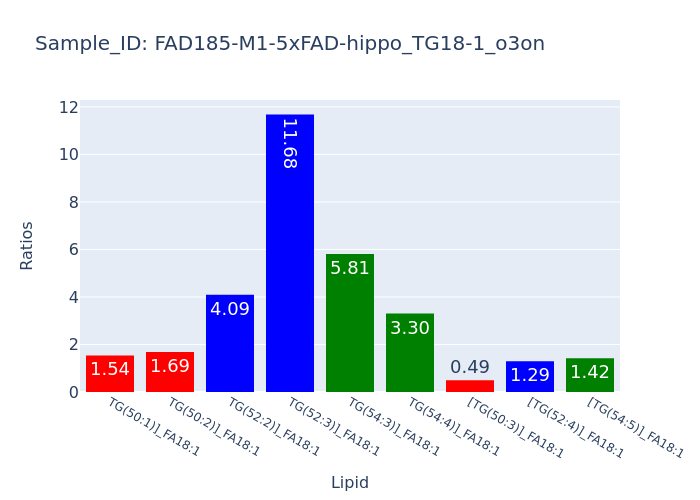 Sample_ID: FAD185-M1-5xFAD-hippo_TG18-1_o3on
12
10
8
6
4
2
0
Ratios
1.54
1.69
4.09
11.68
5.81
3.30
0.49
1.29
1.42
TG(50:1)]_FA18:1
TG(50:2)]_FA18:1
TG(52:2)]_FA18:1
TG(52:3)]_FA18:1
TG(54:3)]_FA18:1
TG(54:4)]_FA18:1
[TG(50:3)]_FA18:1
[TG(52:4)]_FA18:1
[TG(54:5)]_FA18:1
Lipid